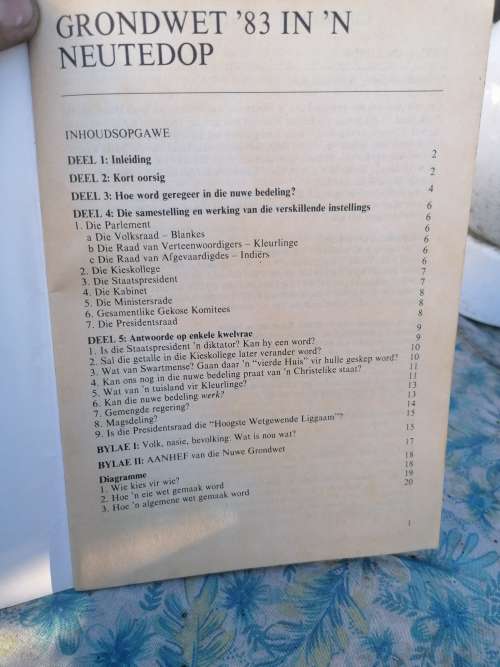 GRONDWET ’83 IN ’N
NEUTEDOP
INHOUDSOPGAWE
DEEL 1: Inleiding 2
DEEL 2: Kort oorsig 2
DEEL 3: Hoe word geregeer in die nuwe bedeling? 4
DEEL 4: Die samestelling en werking van die verskillende instellings 6
1. Die Parlement 6
a Die Volksraad – Blankes 6
b Die Raad van Verteenwoordigers – Kleurlinge 6
c Die Raad van Afgevaardigdes – Indiërs 6
2. Die Kieskollege 6
3. Die Staatspresident 7
4. Die Kabinet 7
5. Die Ministersrade 8
6. Gesamentlike Gekose Komitees 8
7. Die Presidentsraad 8
DEEL 5: Antwoorde op enkele kwelvrae 9
1. Is die Staatspresident ’n diktator? Kan hy een word? 9
2. Sal die getalle in die Kieskollege later verander word? 10
3. Wat van Swartmense? Gaan daar ’n “vierde Huis” vir hulle geskep word? 10
4. Kan ons nog in die nuwe bedeling praat van ’n Christelike staat? 11
5. Wat van ’n tuisland vir Kleurlinge? 11
6. Kan die nuwe bedeling werk? 13
7. Gemengde regering? 13
8. Magsdeling? 14
9. Is die Presidentsraad die “Hoogste Wetgewende Liggaam”? 15
BYLAE I: Volk, nasie, bevolking. Wat is nou wat? 15
BYLAE II: AANHEF van die Nuwe Grondwet 17
Diagramme 18
1. Wie kies vir wie? 18
2. Hoe ’n eie wet gemaak word 19
3. Hoe ’n algemene wet gemaak word 20
1